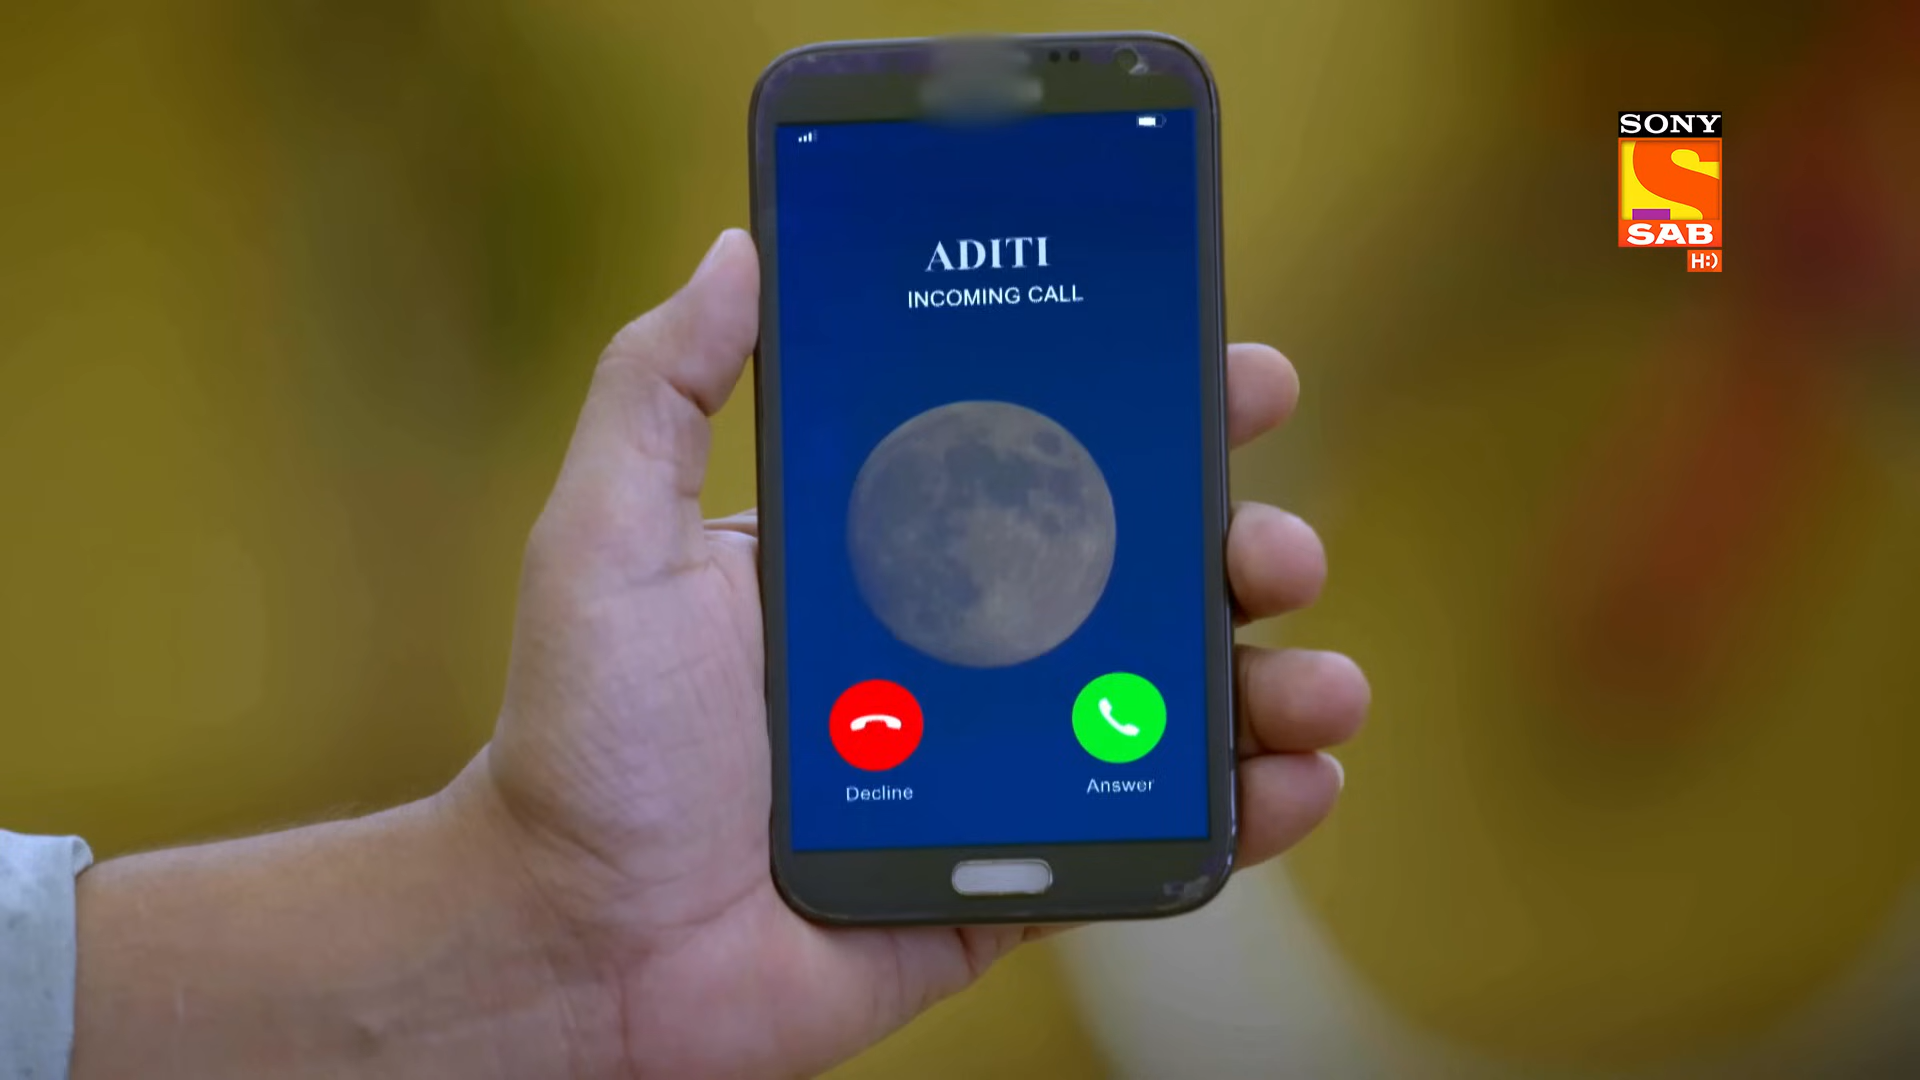 ADITI
INCOMING CALL
Decline
Answer
SONY
S
SAB
H:)